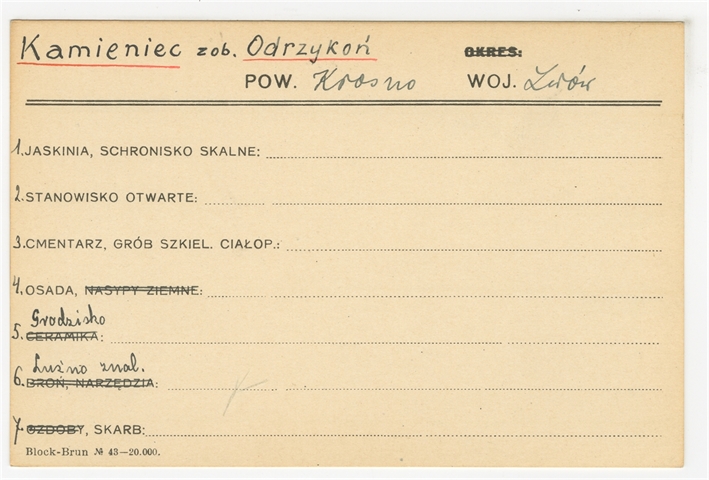 Kamieniec zob. Odrzykoń OKRES:
POW. Krosno WOJ. Lwów
1. JASKINIA, SCHRONISKO SKALNE:
2. STANOWISKO OTWARTE:
3. CMENTARZ, GRÓB SZKIEL. CIAŁOP.:
4. OSADA, NASYPY ZIEMNE:
Grodzisko
5. CERAMIKA:
Luźno znal.
6. BROŃ, NARZĘDZIA:
7. OZDOBY, SKARB:
Block-Brun № 43—20.000.